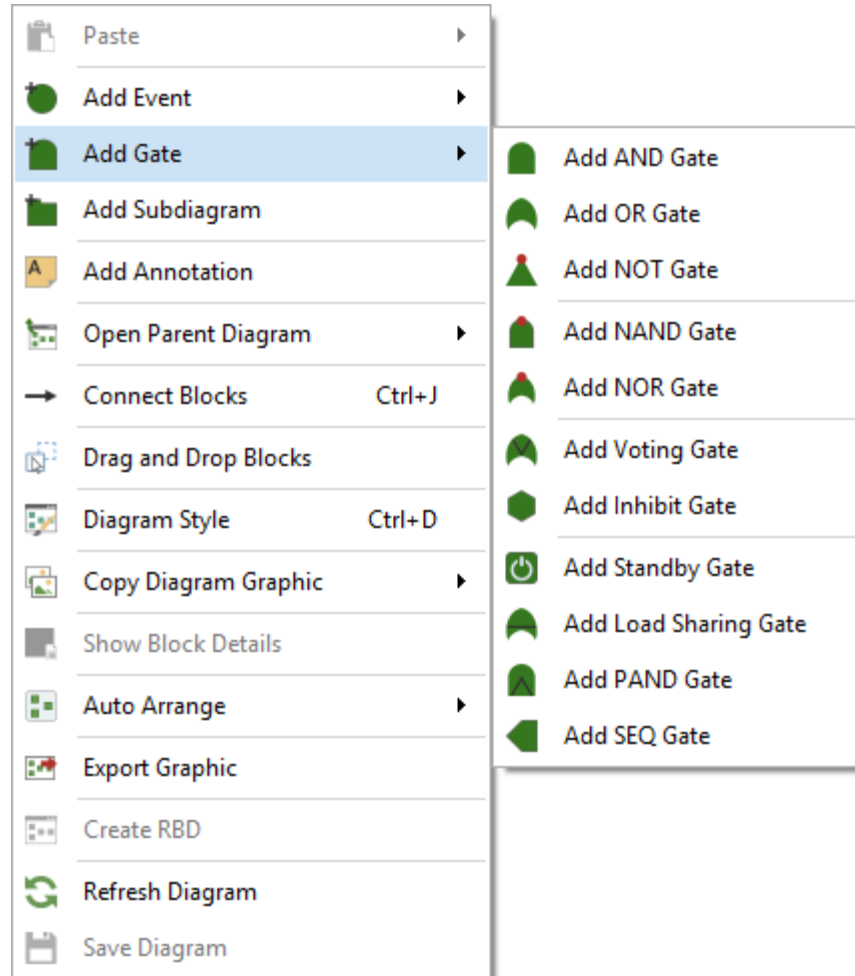 Paste
Add Event
Add Gate
Add Subdiagram
A Add Annotation
Open Parent Diagram
Connect Blocks Ctrl+J
Drag and Drop Blocks
Diagram Style Ctrl+D
Copy Diagram Graphic
Show Block Details
Auto Arrange
Export Graphic
Create RBD
Refresh Diagram
Save Diagram
Add AND Gate
Add OR Gate
Add NOT Gate
Add NAND Gate
Add NOR Gate
Add Voting Gate
Add Inhibit Gate
Add Standby Gate
Add Load Sharing Gate
Add PAND Gate
Add SEQ Gate